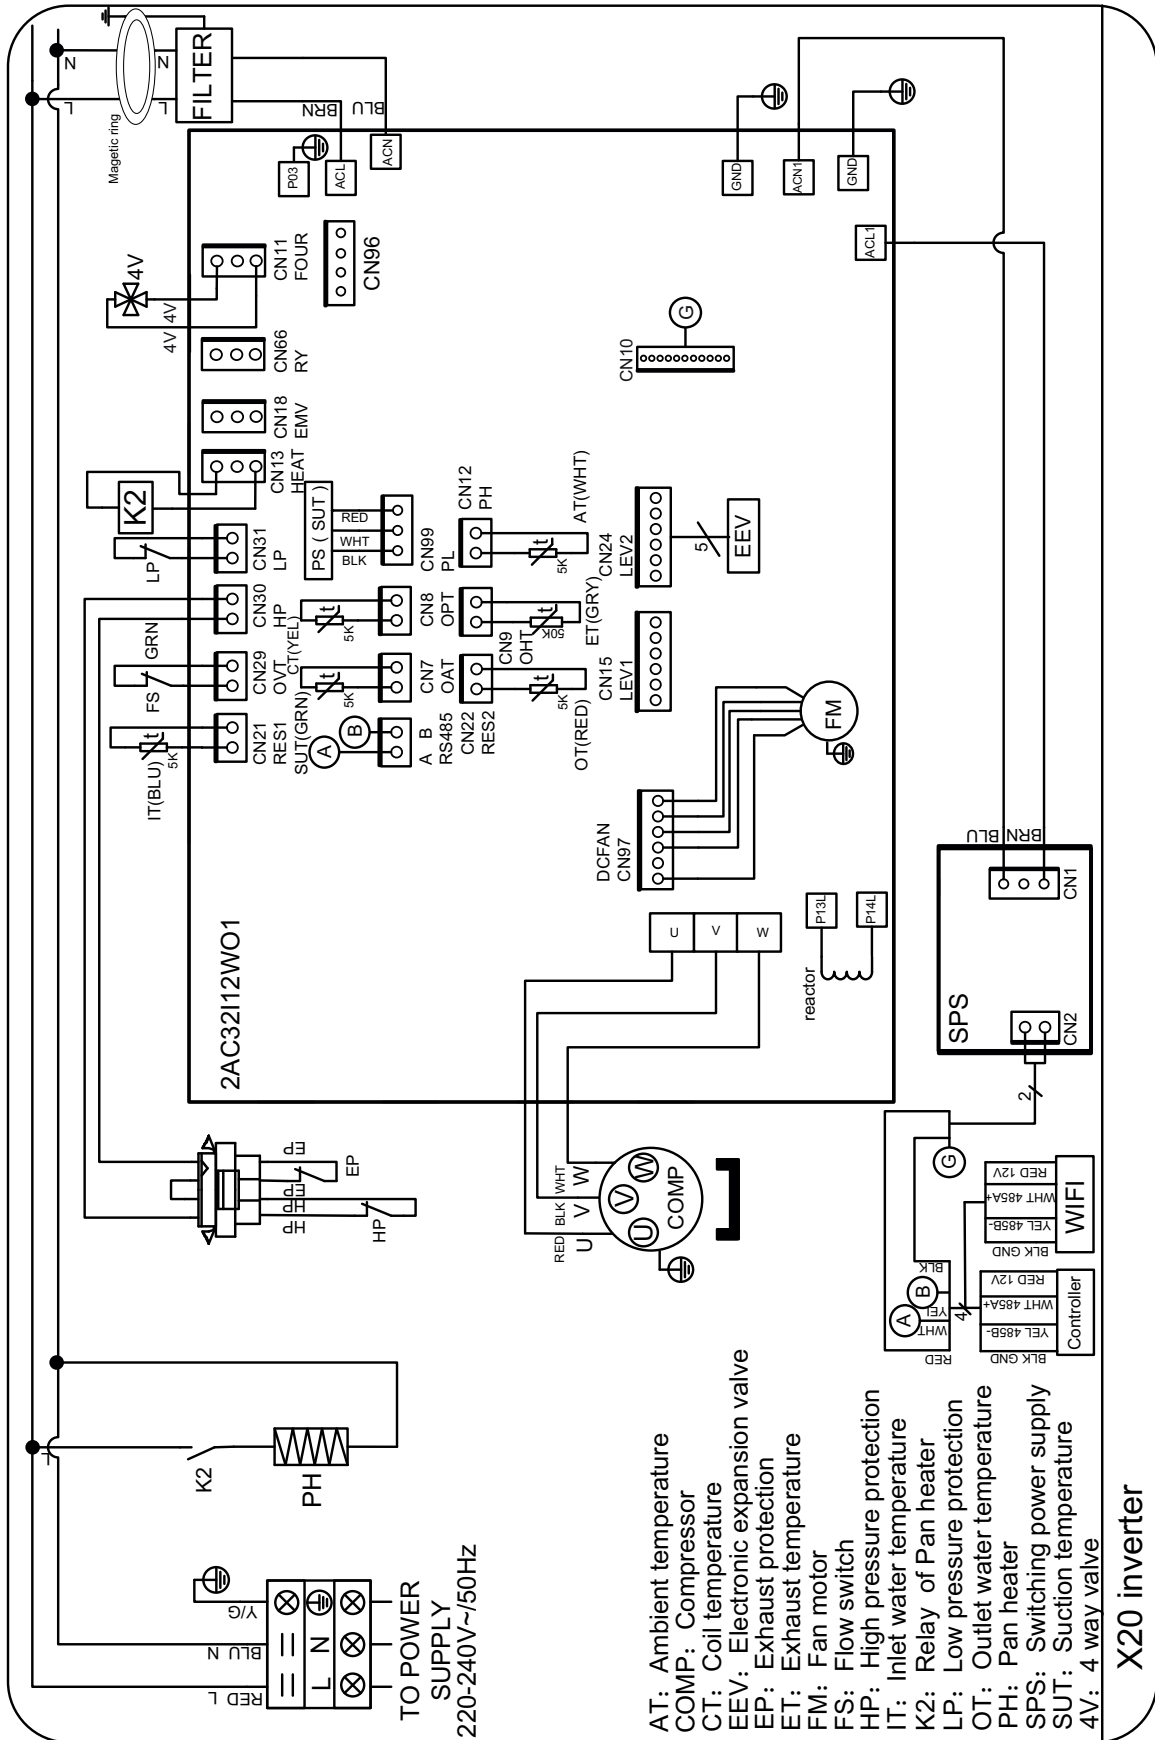 TO POWER
SUPPLY
220-240V~/50Hz
RED L
BLU N
Y/G
L N
L
K2
PH
HP
HP
HP
EP
EP
EP
2AC32I12WO1
IT(BLU)
5K
FS
GRN
LP
K2
4V
4V 4V
CN21
RES1
CN29
OVT
CN30
HP
CN31
LP
CN13
HEAT
CN18
EMV
CN66
RY
CN11
FOUR
CN96
SUT(GRN)
t
5K
CT(YEL)
t
5K
PS ( SUT )
BLK
WHT
RED
A
B
A B
RS485
CN7
OAT
CN8
OPT
CN99
PL
CN12
PH
CN22
RES2
CN9
OHT
OT(RED)
t
5K
ET(GRY)
t
50K
AT(WHT)
t
5K
CN15
LEV1
CN24
LEV2
5
EEV
CN10
G
DCFAN
CN97
FM
U
V
W
reactor
P13L
P14L
Magetic ring
L
N
L
N
FILTER
BRN
BLU
P03
ACL
ACN
GND
ACN1
GND
ACL1
RED
BLK
WHT
U
V
W
U
V
W
COMP
SPS
CN2
CN1
BLU
BRN
2
G
RED
WHT
YEL
BLK
A
B
4
BLK GND
YEL 485B-
WHT 485A+
RED 12V
Controller
BLK GND
YEL 485B-
WHT 485A+
RED 12V
WIFI
AT: Ambient temperature
COMP: Compressor
CT: Coil temperature
EEV: Electronic expansion valve
EP: Exhaust protection
ET: Exhaust temperature
FM: Fan motor
FS: Flow switch
HP: High pressure protection
IT: Inlet water temperature
K2: Relay of Pan heater
LP: Low pressure protection
OT: Outlet water temperature
PH: Pan heater
SPS: Switching power supply
SUT: Suction temperature
4V: 4 way valve
X20 inverter